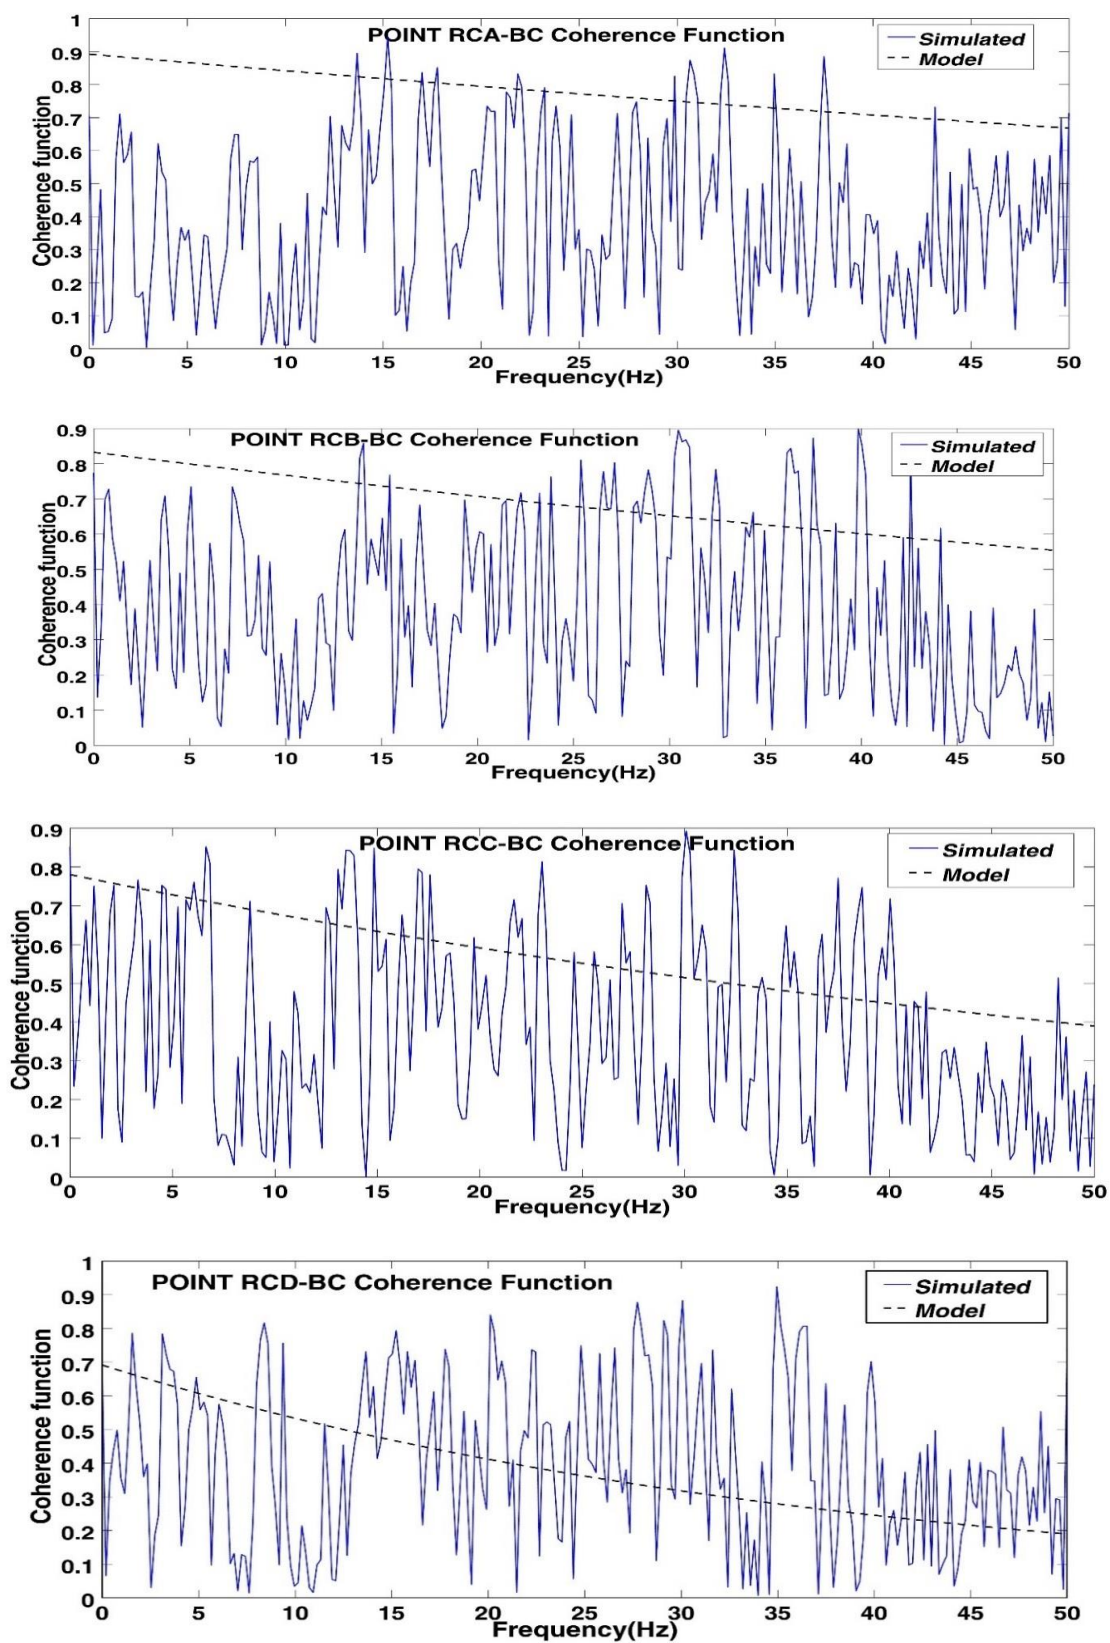 POINT RCA-BC Coherence Function
Simulated
Model
Coherence function
1
0.9
0.8
0.7
0.6
0.5
0.4
0.3
0.2
0.1
0
0 5 10 15 20 25 30 35 40 45 50
Frequency(Hz)
POINT RCB-BC Coherence Function
Simulated
Model
Coherence function
0.9
0.8
0.7
0.6
0.5
0.4
0.3
0.2
0.1
0
0 5 10 15 20 25 30 35 40 45 50
Frequency(Hz)
POINT RCC-BC Coherence Function
Simulated
Model
Coherence function
0.9
0.8
0.7
0.6
0.5
0.4
0.3
0.2
0.1
0
0 5 10 15 20 25 30 35 40 45 50
Frequency(Hz)
POINT RCD-BC Coherence Function
Simulated
Model
Coherence function
1
0.9
0.8
0.7
0.6
0.5
0.4
0.3
0.2
0.1
0
0 5 10 15 20 25 30 35 40 45 50
Frequency(Hz)